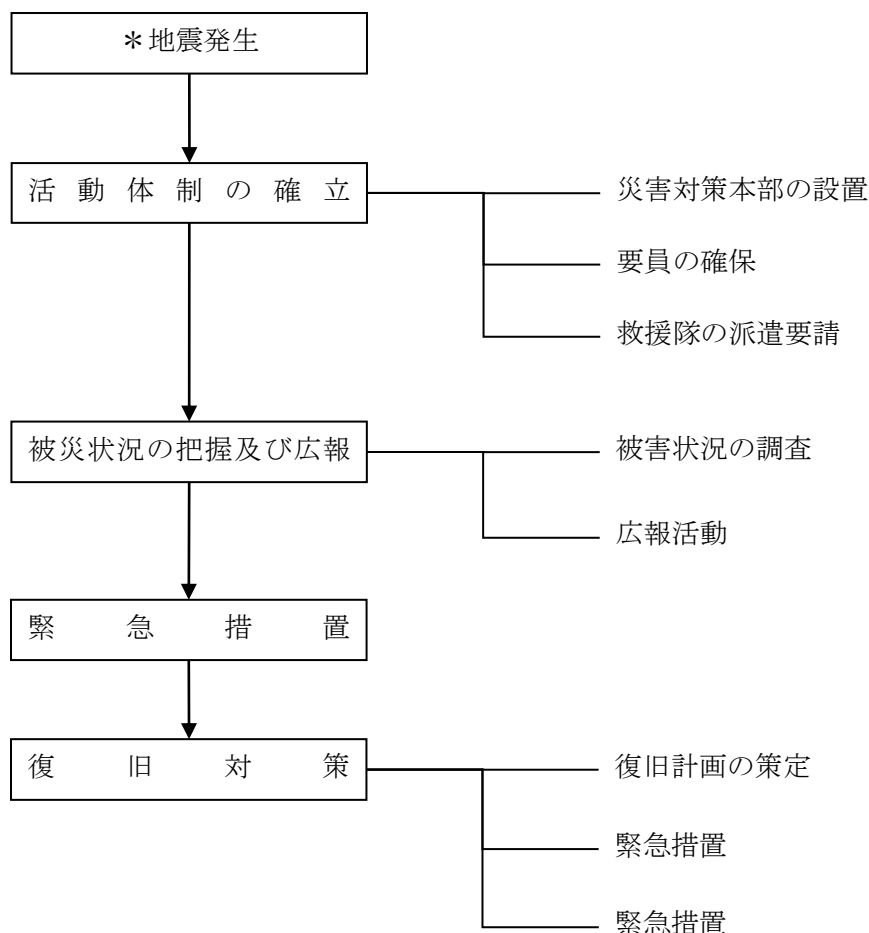 ＊地震発生
活動体制の確立
災害対策本部の設置
要員の確保
救援隊の派遣要請
被災状況の把握及び広報
被害状況の調査
広報活動
緊急措置
復旧対策
復旧計画の策定
緊急措置
緊急措置